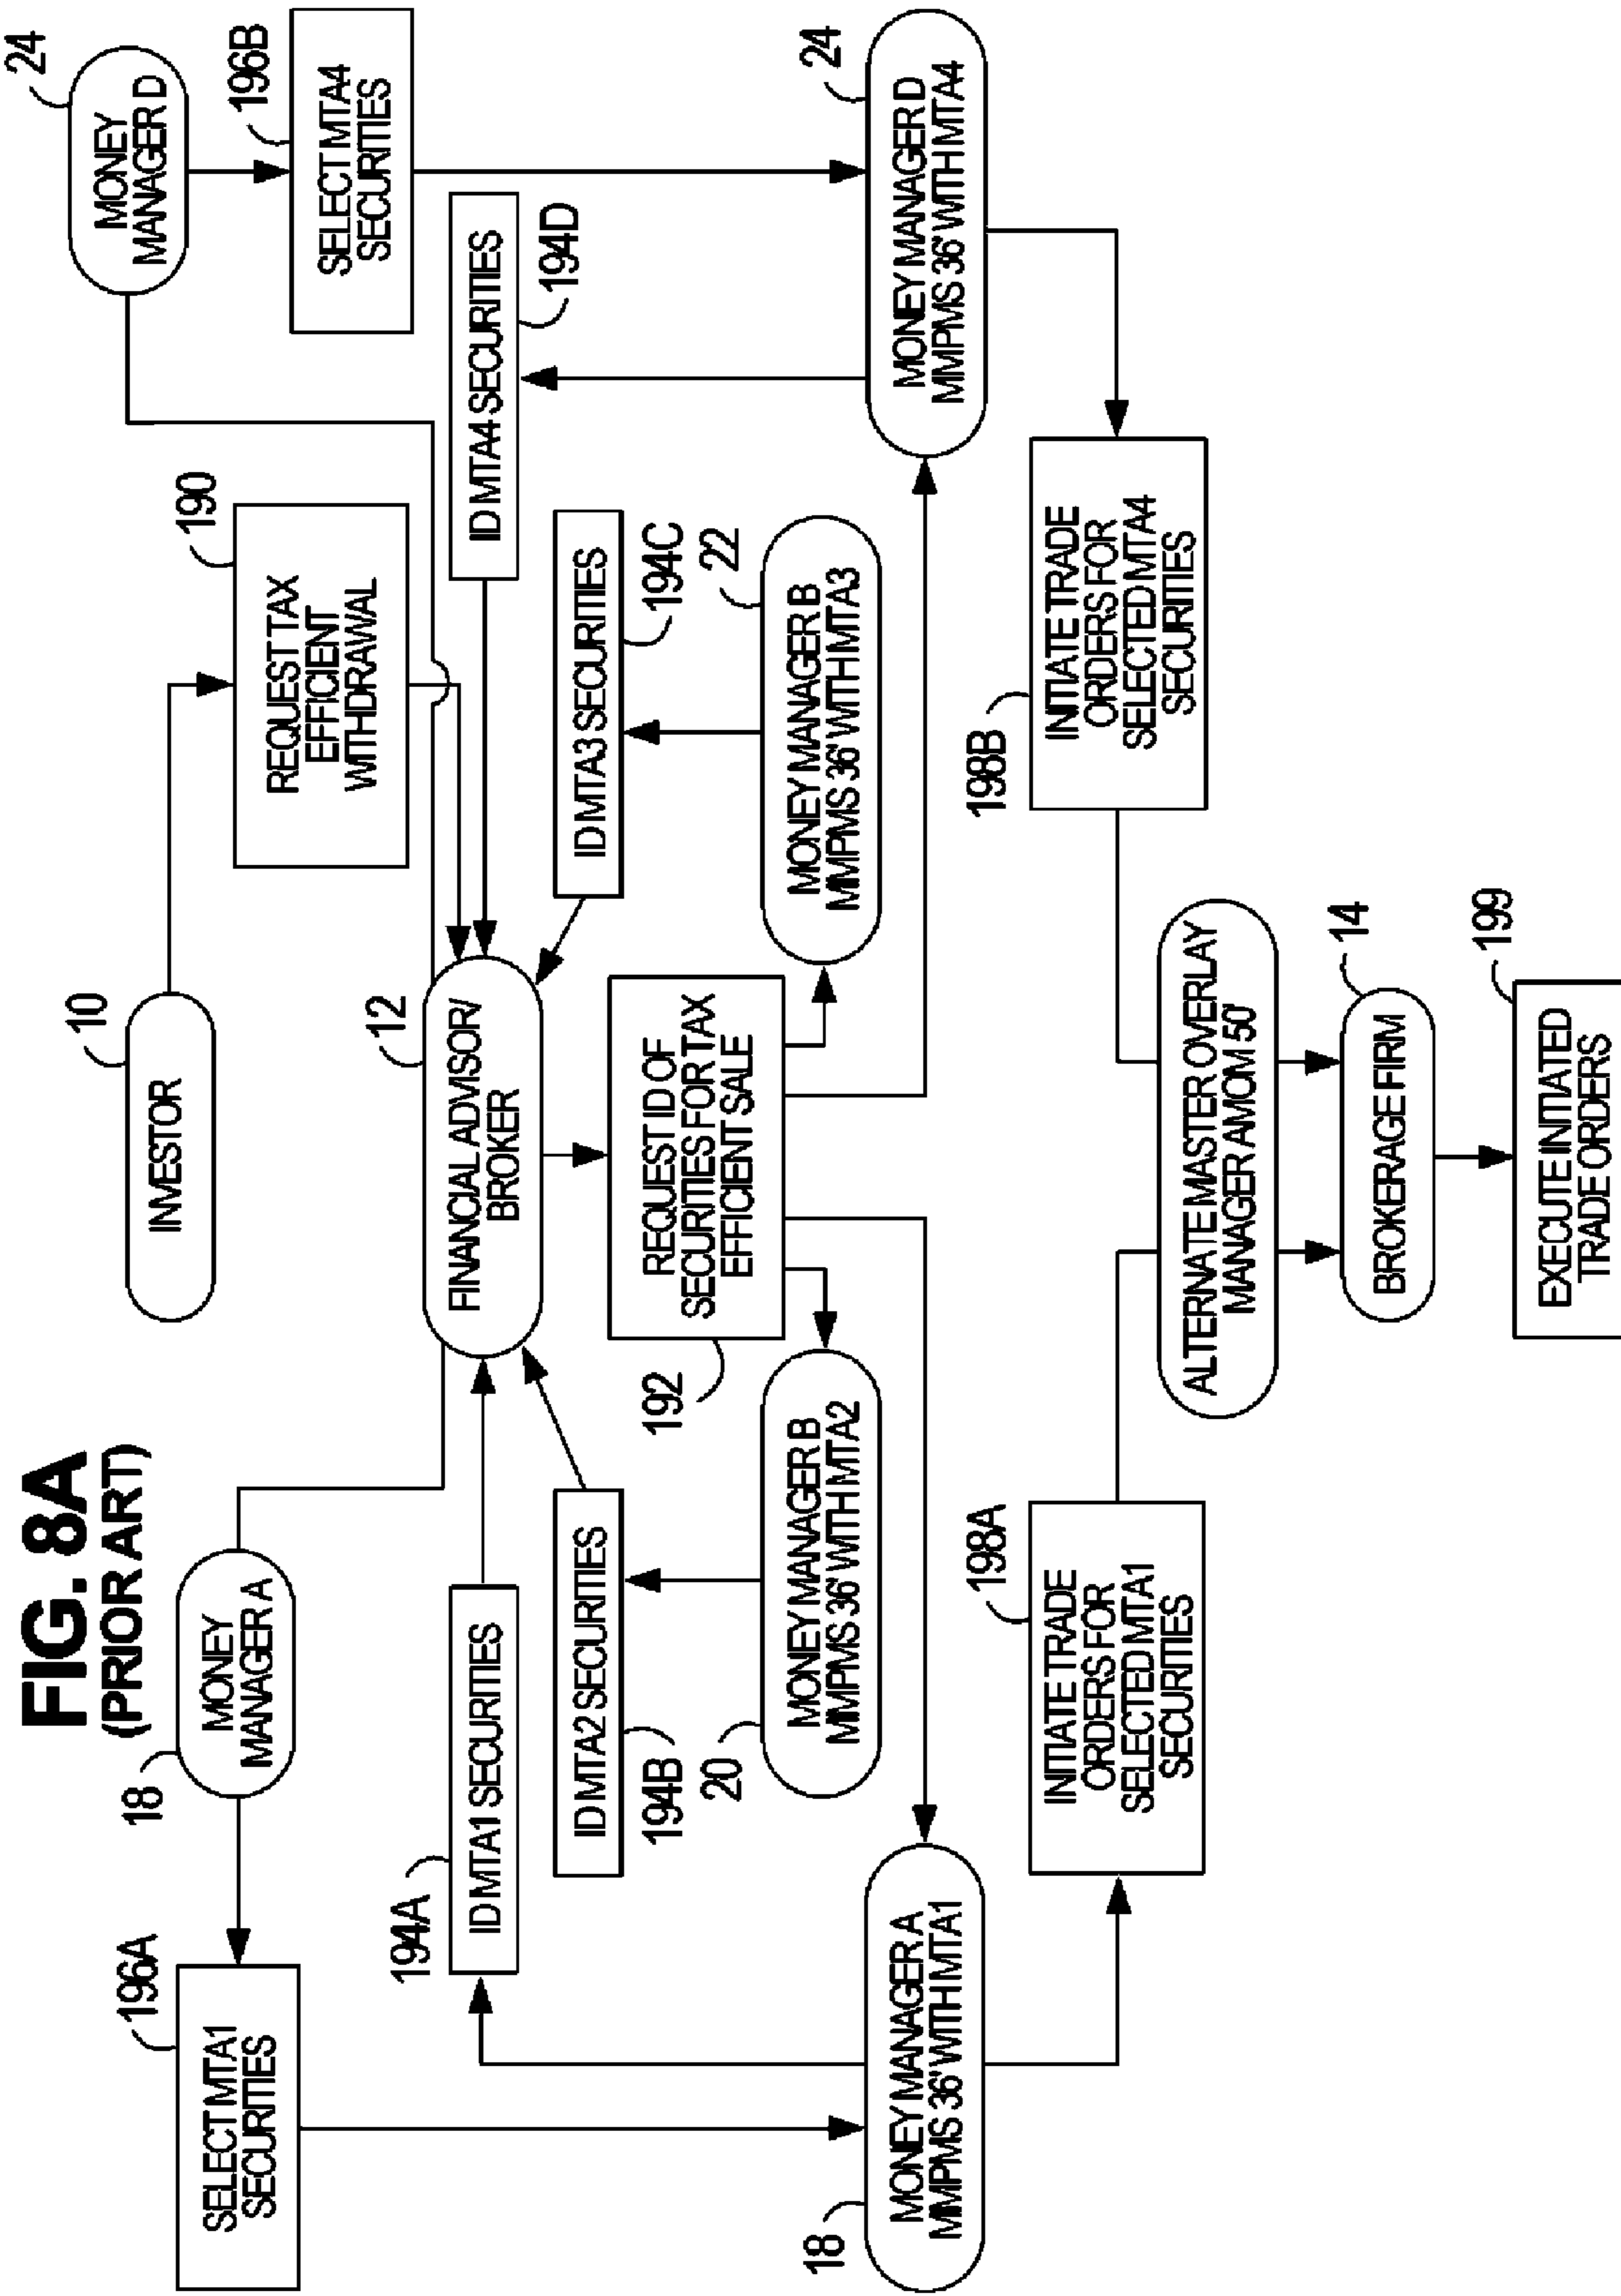 FIG. 8A
(PRIOR ART)
18
MONEY
MANAGER A
10
INVESTOR
24
MONEY
MANAGER D
196A
SELECT MTA1
SECURITIES
190
REQUEST TAX
EFFICIENT
WITHDRAWAL
196B
SELECT MTA4
SECURITIES
194A
ID MTA1 SECURITIES
12
FINANCIAL ADVISOR/
BROKER
ID MTA4 SECURITIES
194D
ID MTA2 SECURITIES
194B
ID MTA3 SECURITIES
194C
192
REQUEST ID OF
SECURITIES FOR TAX
EFFICIENT SALE
20
MONEY MANAGER B
MMPMS 36' WITH MTA2
22
MONEY MANAGER B
MMPMS 36' WITH MTA3
18
MONEY MANAGER A
MMPMS 36' WITH MTA1
24
MONEY MANAGER D
MMPMS 36' WITH MTA4
198A
INITIATE TRADE
ORDERS FOR
SELECTED MTA1
SECURITIES
198B
INITIATE TRADE
ORDERS FOR
SELECTED MTA4
SECURITIES
ALTERNATE MASTER OVERLAY
MANAGER AMOM 50'
14
BROKERAGE FIRM
199
EXECUTE INITIATED
TRADE ORDERS